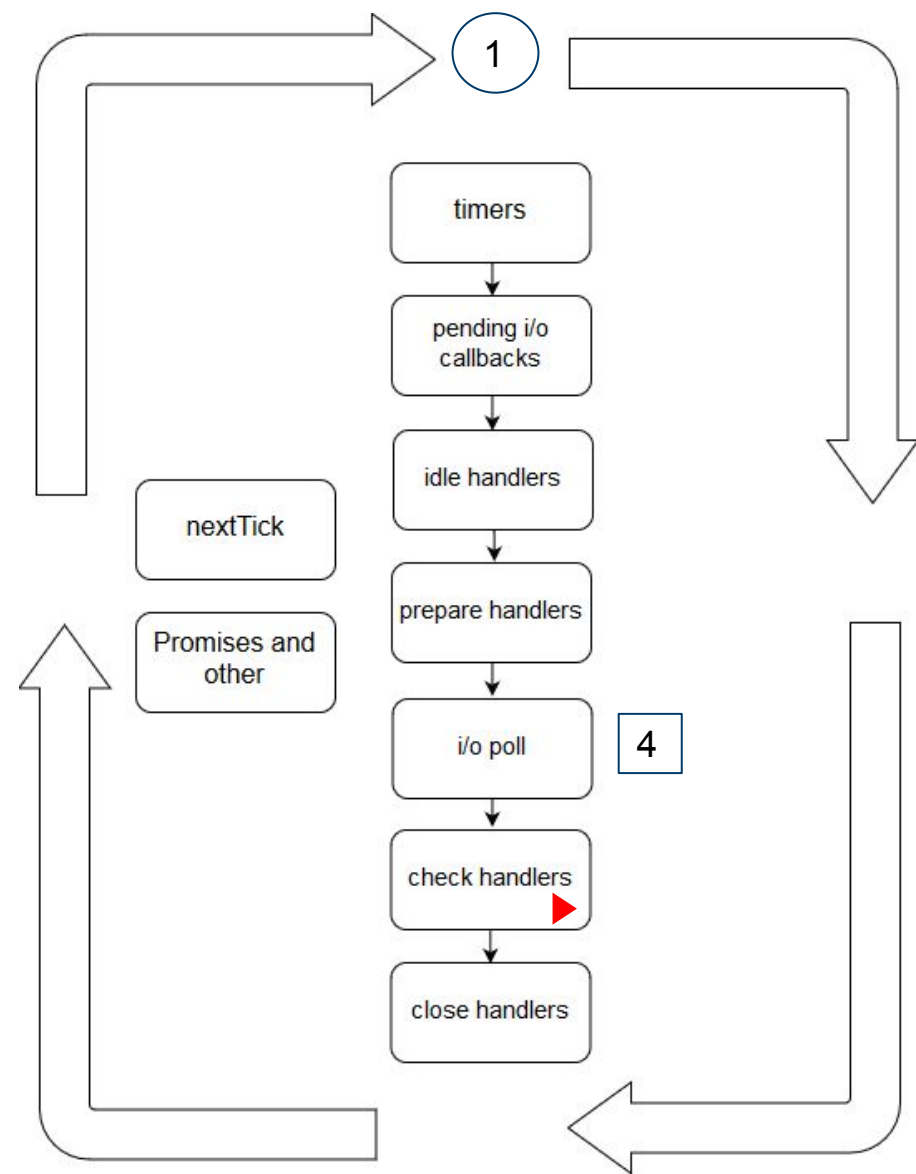 1
timers
pending i/o
callbacks
idle handlers
nextTick
prepare handlers
Promises and
other
i/o poll
4
check handlers
close handlers